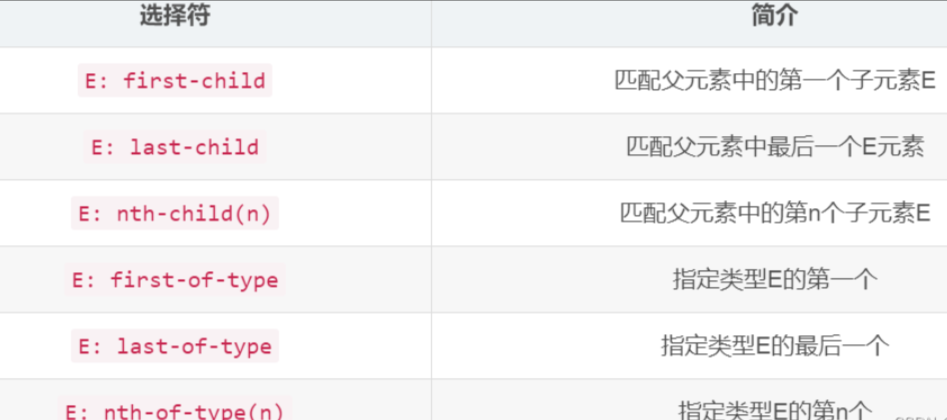 选择符 简介
E: first-child 匹配父元素中的第一个子元素E
E: last-child 匹配父元素中最后一个E元素
E: nth-child(n) 匹配父元素中的第n个子元素E
E: first-of-type 指定类型E的第一个
E: last-of-type 指定类型E的最后一个
E: nth-of-type(n) 指定类型E的第n个